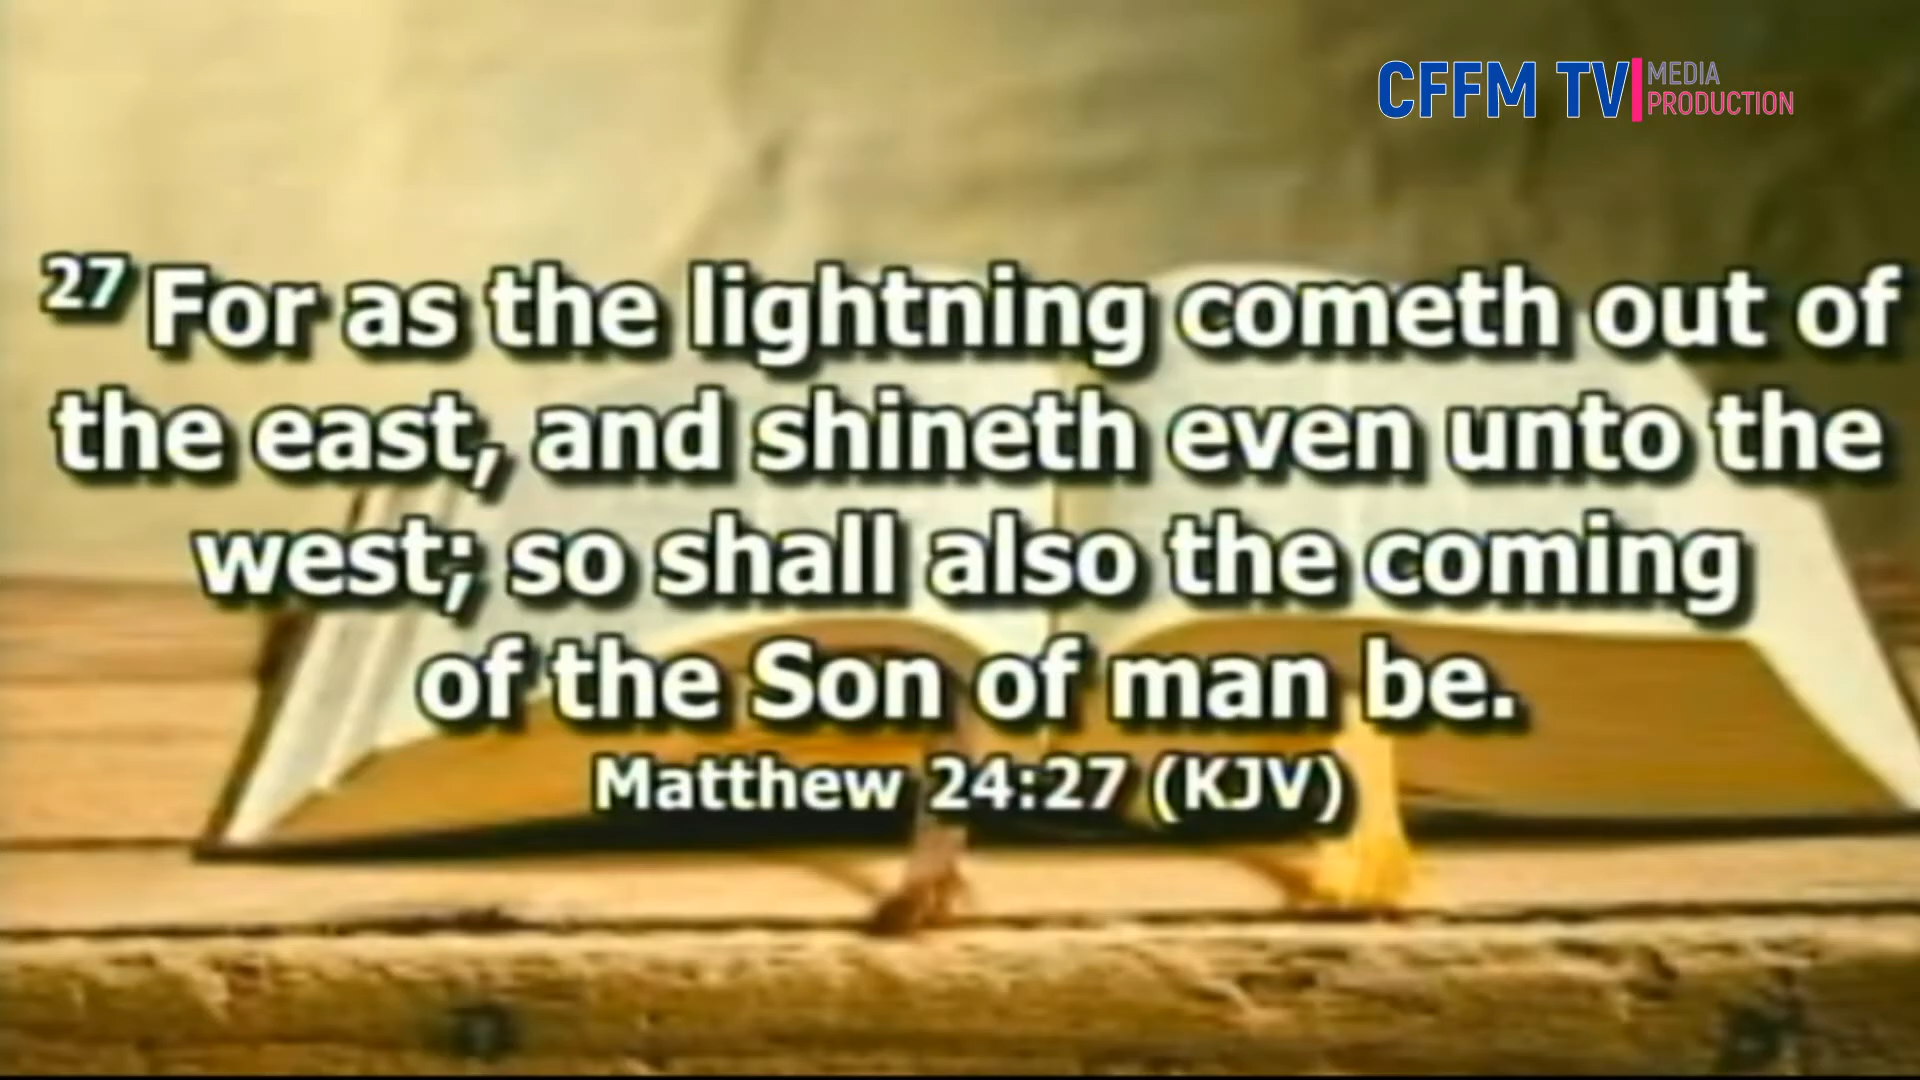 CFFM TV MEDIA
PRODUCTION
27 For as the lightning cometh out of
the east, and shineth even unto the
west; so shall also the coming
of the Son of man be.
Matthew 24:27 (KJV)